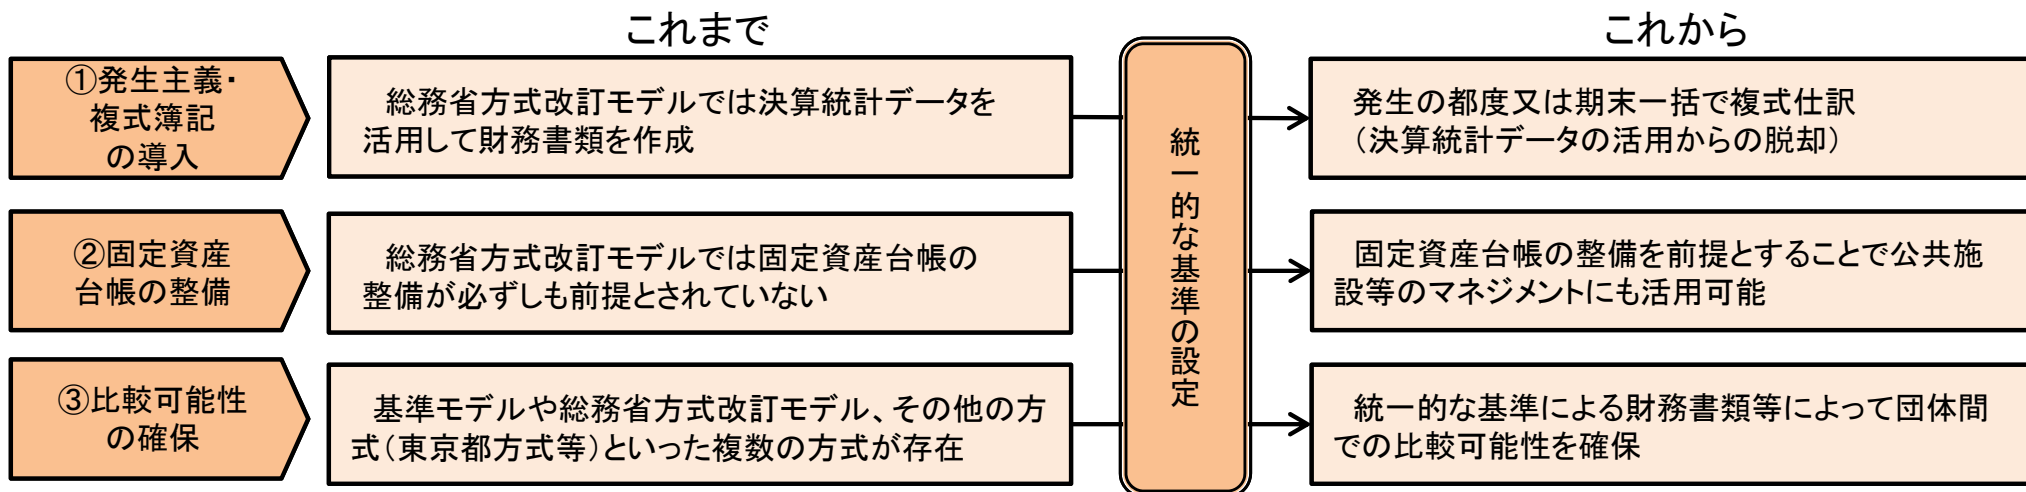 これまで
これから
①発生主義・
複式簿記
の導入
総務省方式改訂モデルでは決算統計データを
活用して財務書類を作成
発生の都度又は期末一括で複式仕訳
（決算統計データの活用からの脱却）
統一的な基準の設定
②固定資産
台帳の整備
総務省方式改訂モデルでは固定資産台帳の
整備が必ずしも前提とされていない
固定資産台帳の整備を前提とすることで公共施
設等のマネジメントにも活用可能
③比較可能性
の確保
基準モデルや総務省方式改訂モデル、その他の方
式（東京都方式等）といった複数の方式が存在
統一的な基準による財務書類等によって団体間
での比較可能性を確保